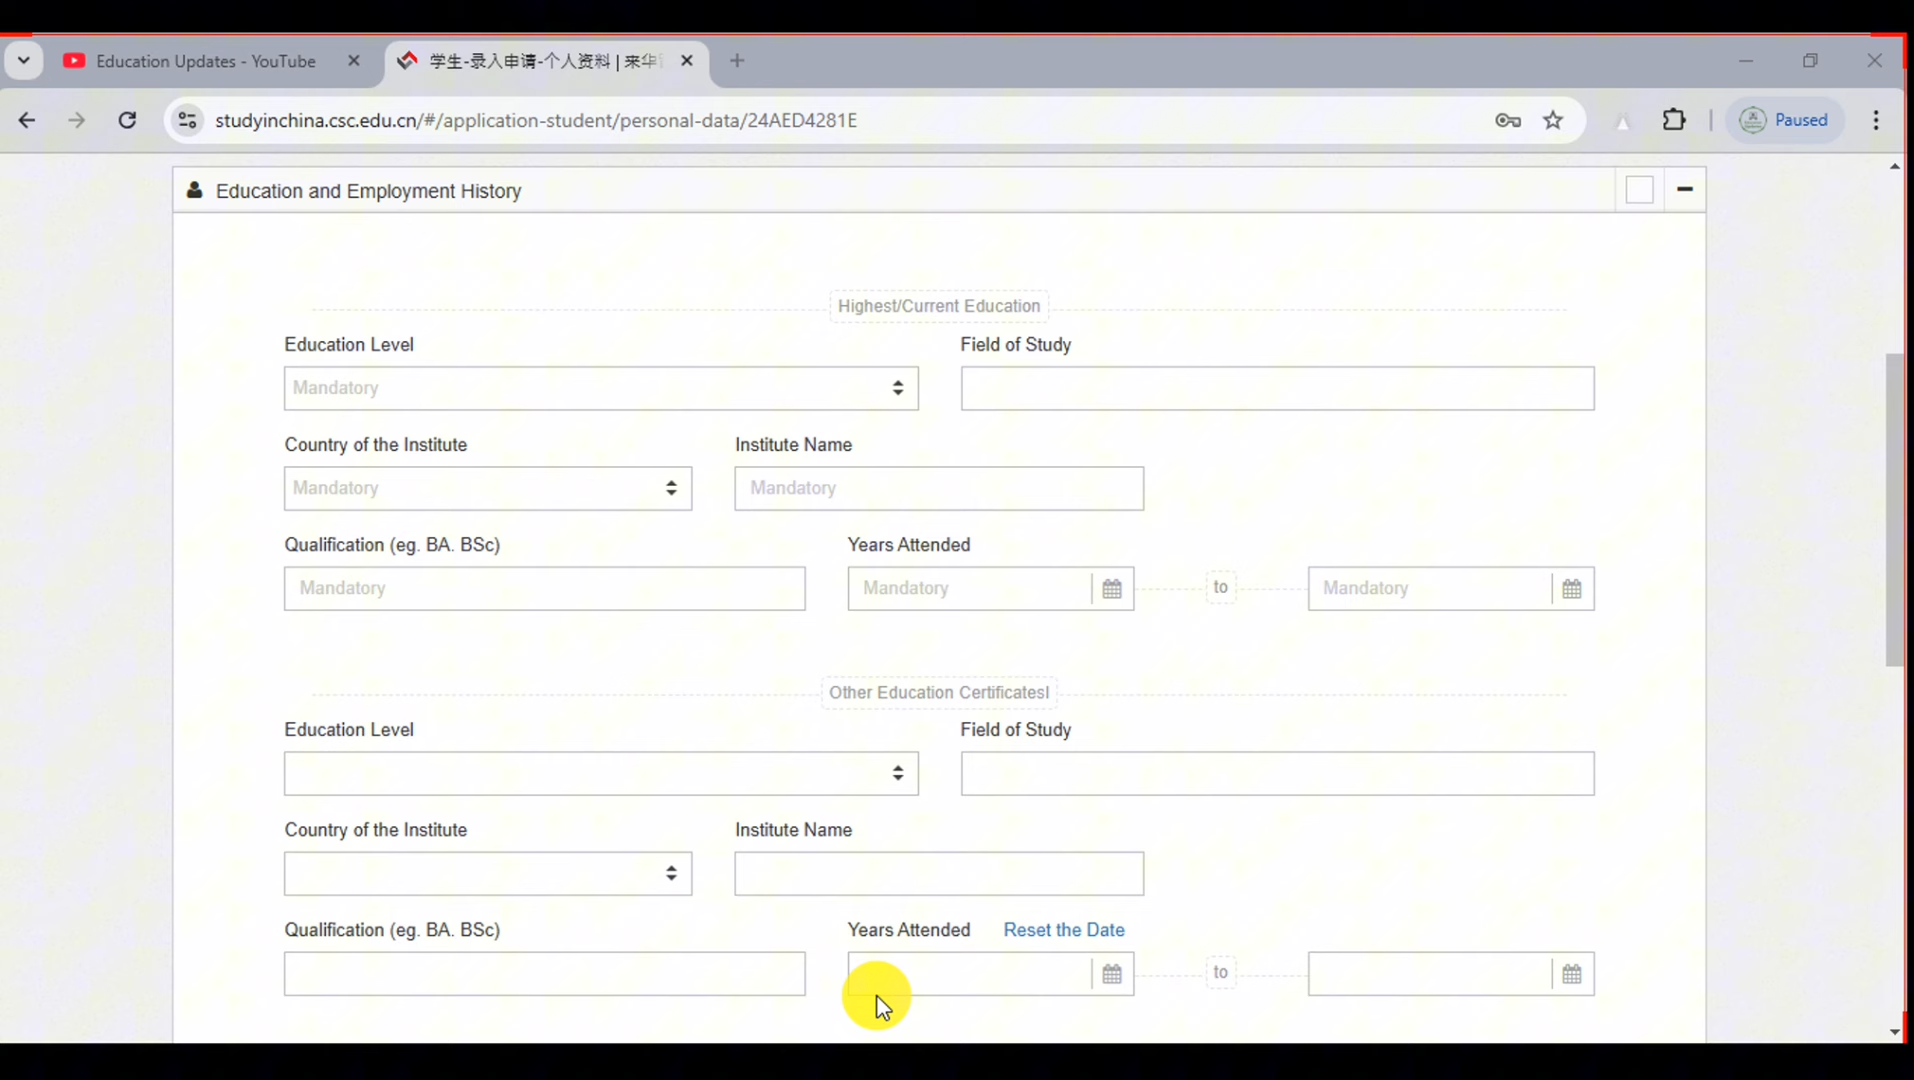 Education Updates - YouTube
学生-录入申请-个人资料 | 来华
studyinchina.csc.edu.cn/#/application-student/personal-data/24AED4281E
Paused
Education and Employment History
Highest/Current Education
Education Level
Field of Study
Mandatory
Country of the Institute
Institute Name
Mandatory
Mandatory
Qualification (eg. BA. BSc)
Years Attended
Mandatory
Mandatory
to
Mandatory
Other Education CertificatesI
Education Level
Field of Study
Country of the Institute
Institute Name
Qualification (eg. BA. BSc)
Years Attended
Reset the Date
to